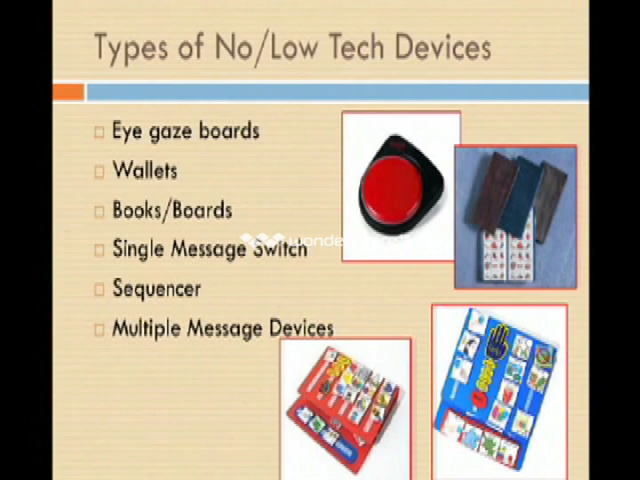 Types of No/Low Tech Devices
Eye gaze boards
Wallets
Books/Boards
Single Message Switch
Sequencer
Multiple Message Devices